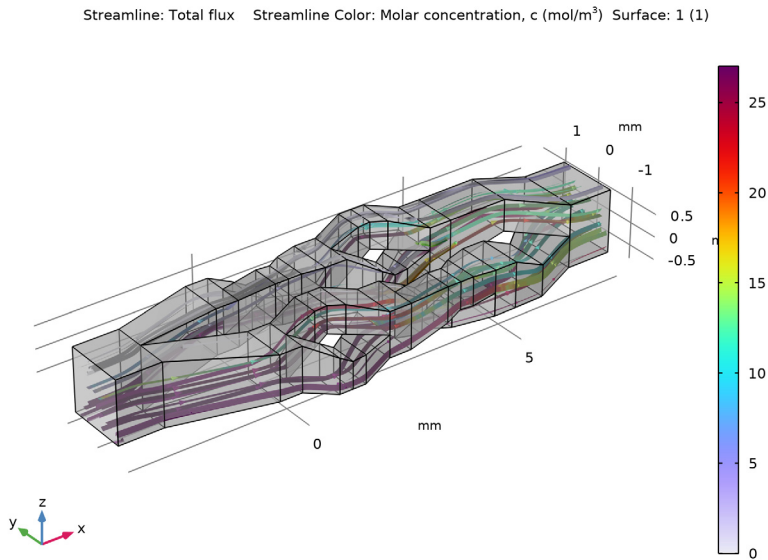 Streamline: Total flux Streamline Color: Molar concentration, c (mol/m³) Surface: 1 (1)
25
20
15
10
5
0
1
mm
0
-1
0.5
0
-0.5
5
mm
0
z
y
x